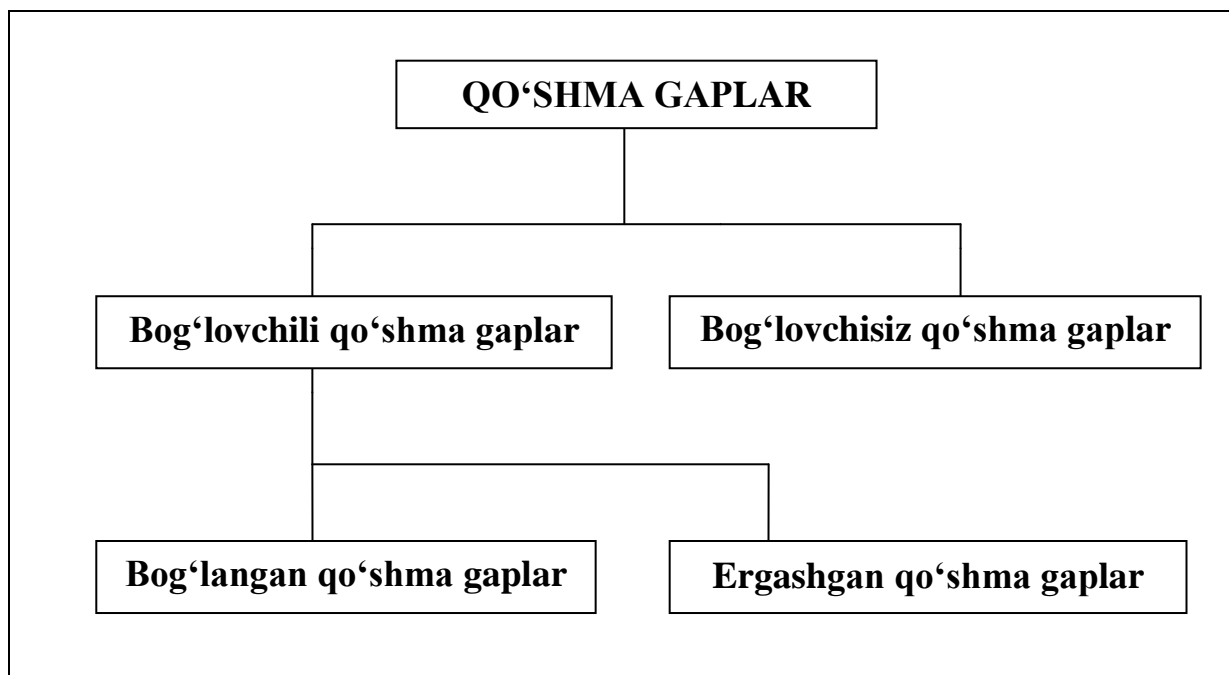 QO‘SHMA GAPLAR
Bog‘lovchili qo‘shma gaplar
Bog‘lovchisiz qo‘shma gaplar
Bog‘langan qo‘shma gaplar
Ergashgan qo‘shma gaplar